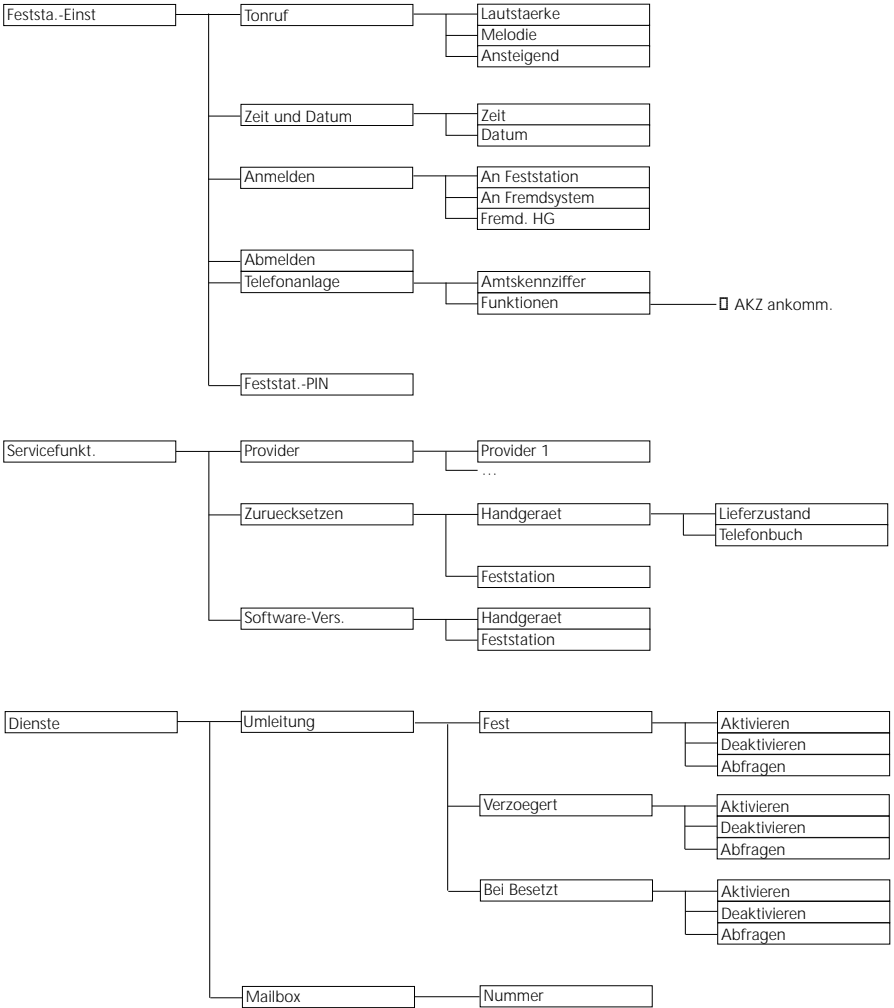 Feststa.-Einst
Tonruf
Lautstaerke
Melodie
Ansteigend
Zeit und Datum
Zeit
Datum
Anmelden
An Feststation
An Fremdsystem
Fremd. HG
Abmelden
Telefonanlage
Amtskennziffer
Funktionen
AKZ ankomm.
Feststat.-PIN
Servicefunkt.
Provider
Provider 1
...
Zuruecksetzen
Handgeraet
Lieferzustand
Telefonbuch
Feststation
Software-Vers.
Handgeraet
Feststation
Dienste
Umleitung
Fest
Aktivieren
Deaktivieren
Abfragen
Verzoegert
Aktivieren
Deaktivieren
Abfragen
Bei Besetzt
Aktivieren
Deaktivieren
Abfragen
Mailbox
Nummer